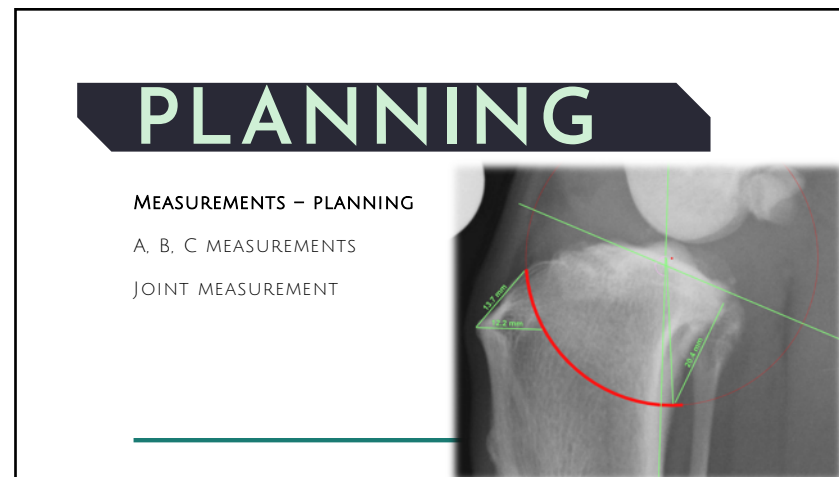 PLANNING
Measurements – planning
A, B, C measurements
Joint measurement
13.7 mm
12.2 mm
20.4 mm